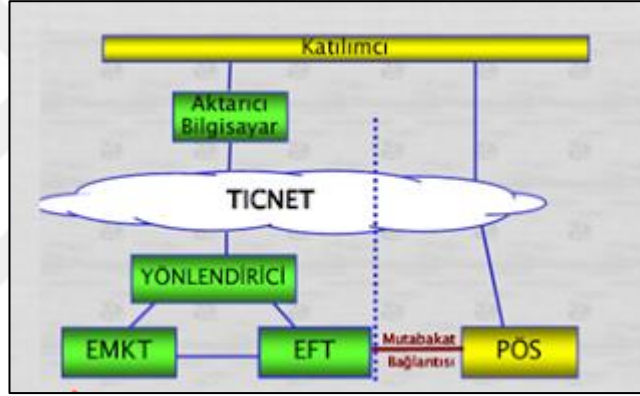 Katılımcı
Aktarıcı
Bilgisayar
TICNET
YÖNLENDİRİCİ
EMKT
EFT
Mutabakat
Bağlantısı
PÖS